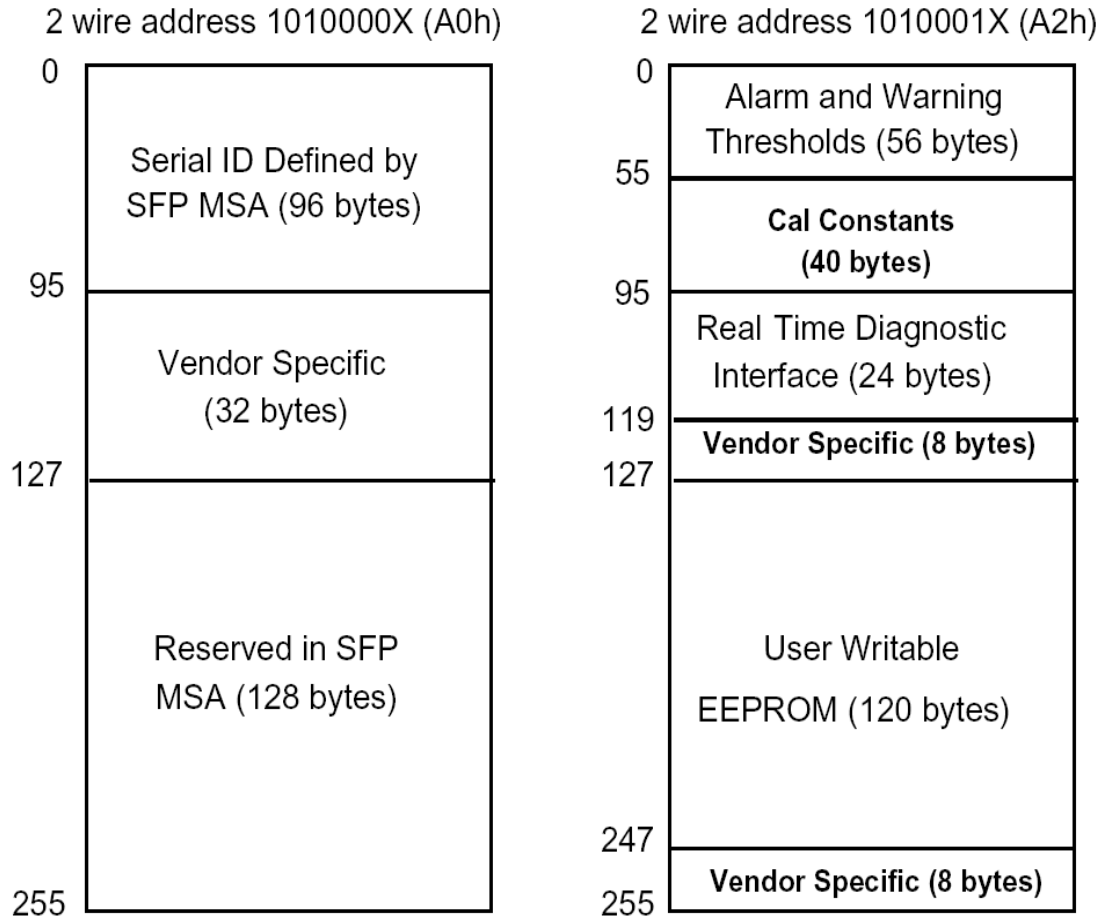 2 wire address 1010000X (A0h)
0
Serial ID Defined by
SFP MSA (96 bytes)
95
Vendor Specific
(32 bytes)
127
Reserved in SFP
MSA (128 bytes)
255
2 wire address 1010001X (A2h)
0
Alarm and Warning
Thresholds (56 bytes)
55
Cal Constants
(40 bytes)
95
Real Time Diagnostic
Interface (24 bytes)
119
Vendor Specific (8 bytes)
127
User Writable
EEPROM (120 bytes)
247
Vendor Specific (8 bytes)
255